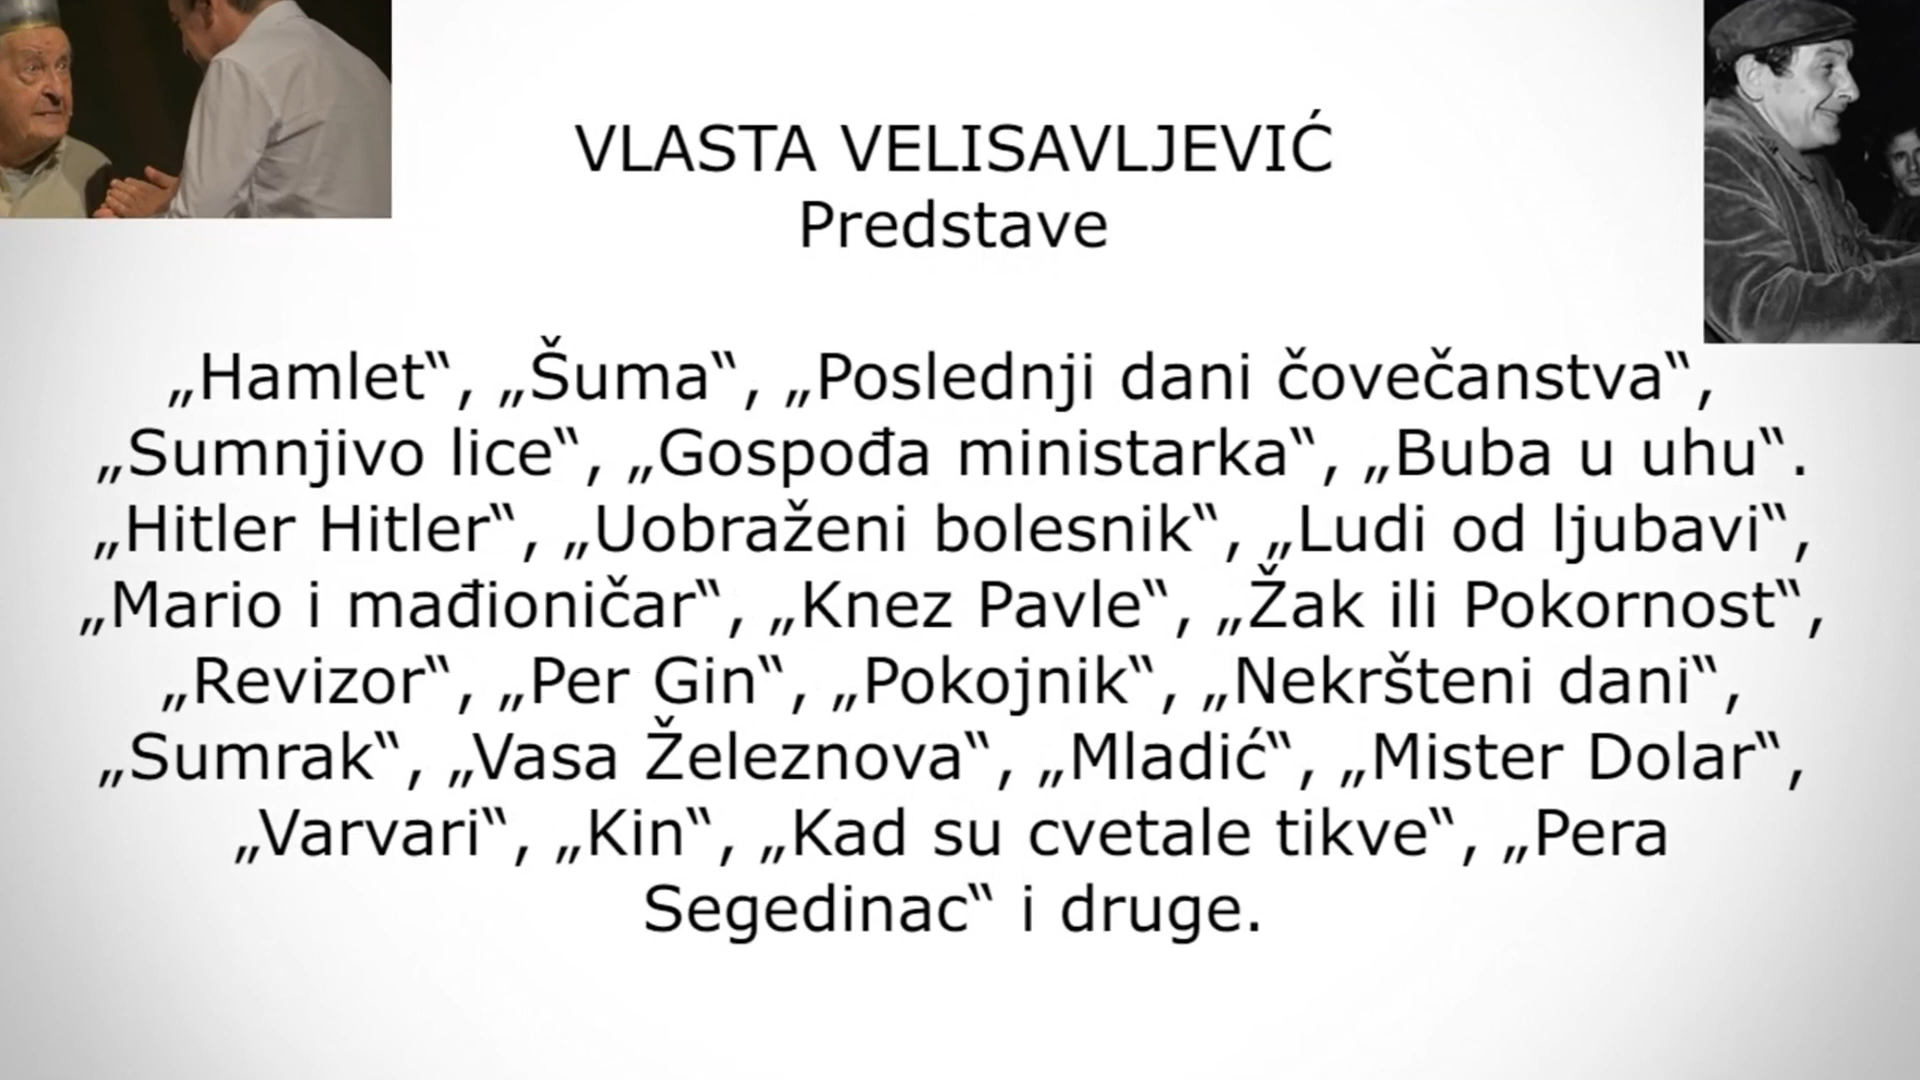 VLASTA VELISAVLJEVIĆ
Predstave
„Hamlet“, „Šuma“, „Poslednji dani čovečanstva“,
„Sumnjivo lice“, „Gospođa ministarka“, „Buba u uhu“.
„Hitler Hitler“, „Uobraženi bolesnik“, „Ludi od ljubavi“,
„Mario i mađioničar“, „Knez Pavle“, „Žak ili Pokornost“,
„Revizor“, „Per Gin“, „Pokojnik“, „Nekršteni dani“,
„Sumrak“, „Vasa Železnova“, „Mladić“, „Mister Dolar“,
„Varvari“, „Kin“, „Kad su cvetale tikve“, „Pera
Segedinac“ i druge.